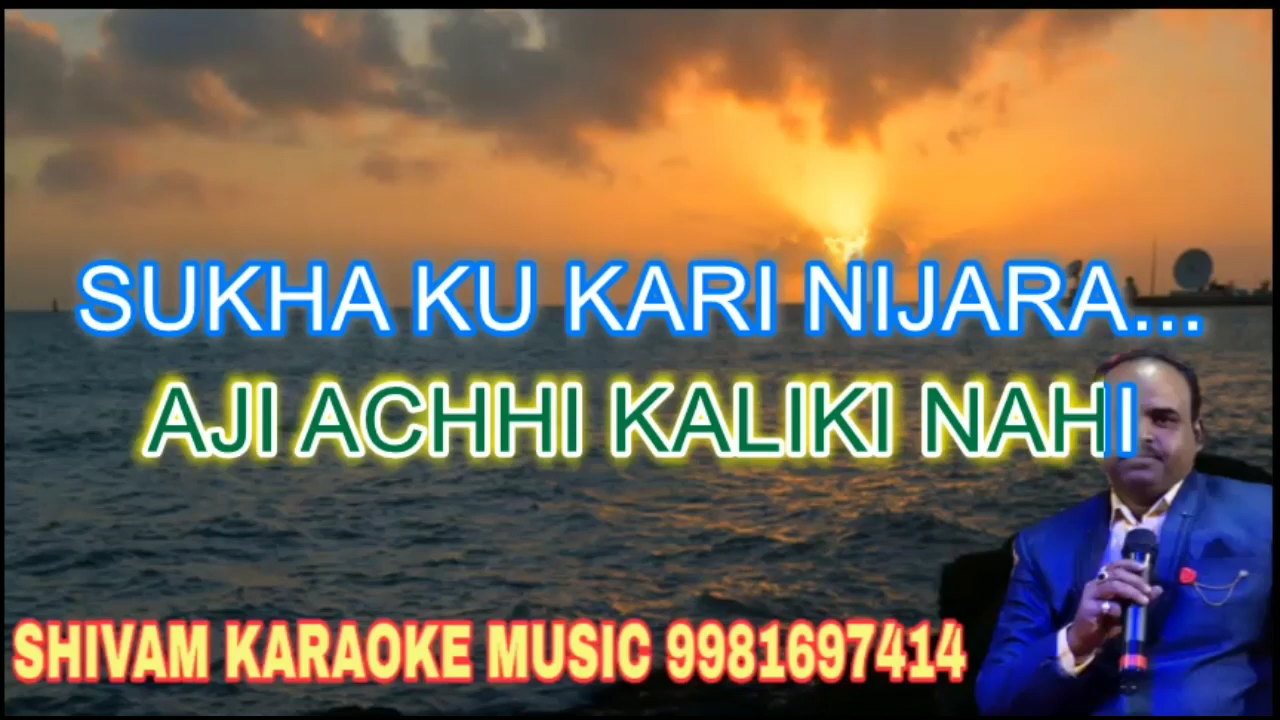 SUKHA KU KARI NIJARA...
AJI ACHHI KALIKI NAHI
SHIVAM KARAOKE MUSIC 9981697414